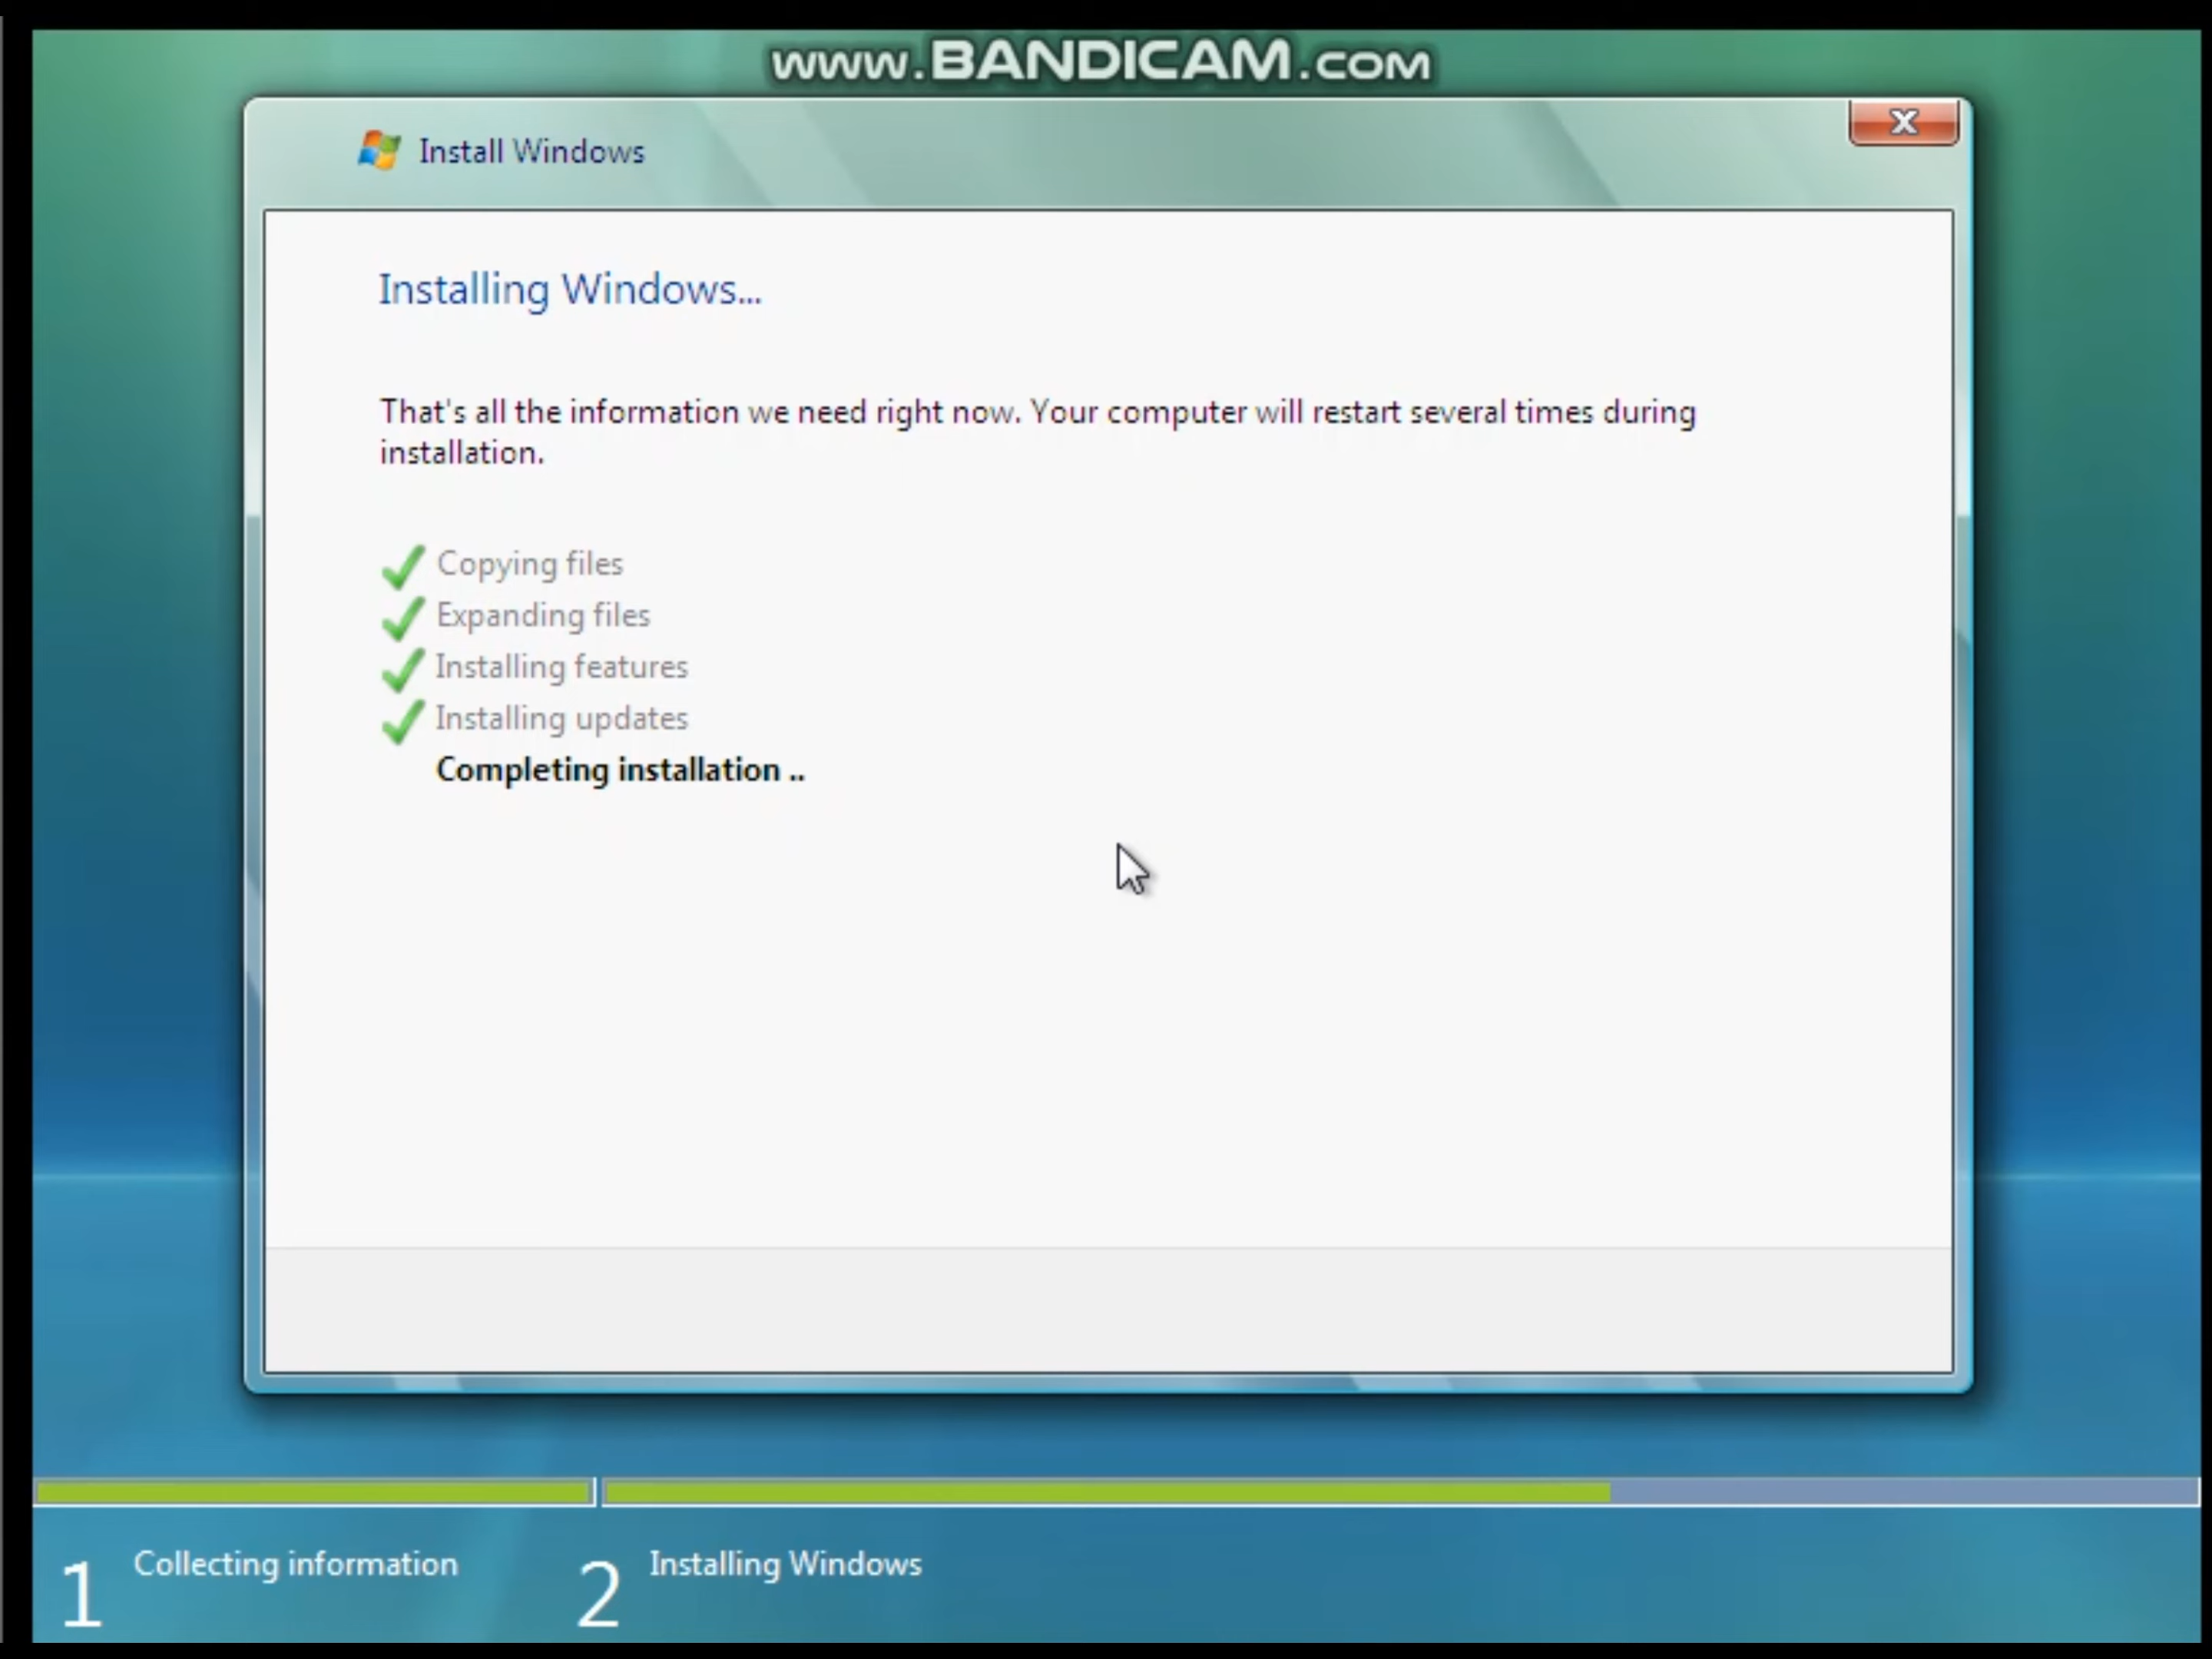 www.BANDICAM.com
Install Windows
Installing Windows...
That's all the information we need right now. Your computer will restart several times during
installation.
Copying files
Expanding files
Installing features
Installing updates
Completing installation ..
1 Collecting information
2 Installing Windows